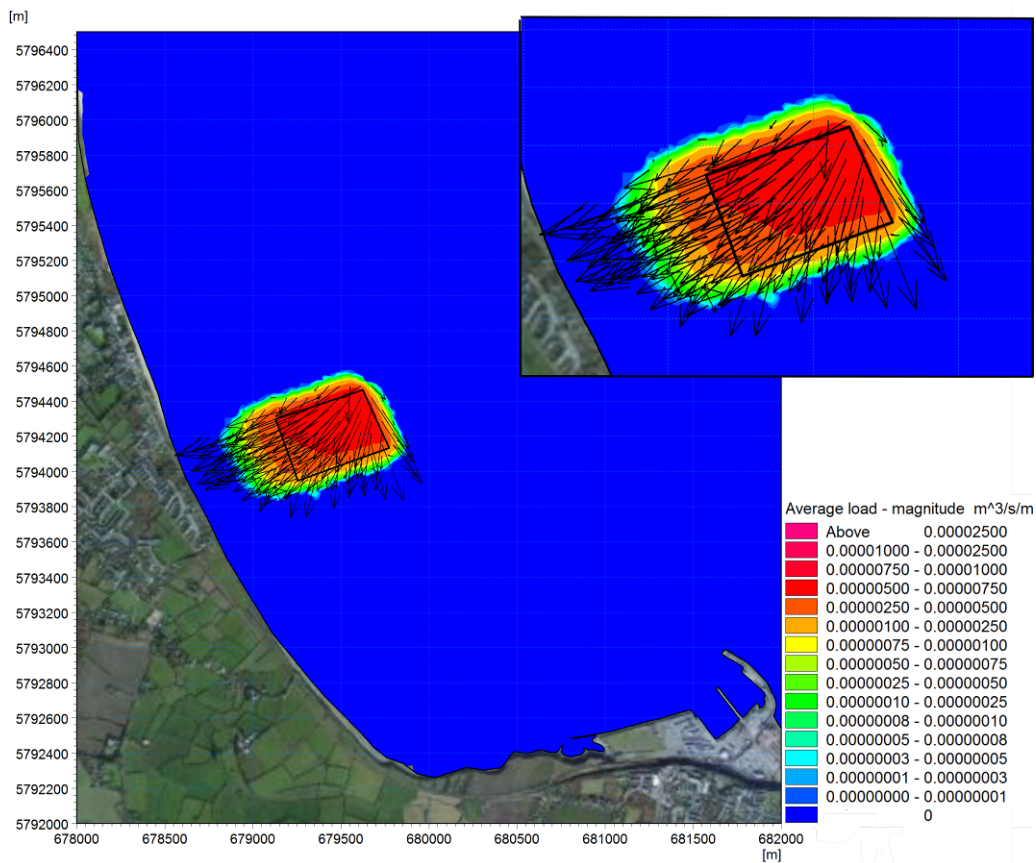 [m]
5796400
5796200
5796000
5795800
5795600
5795400
5795200
5795000
5794800
5794600
5794400
5794200
5794000
5793800
5793600
5793400
5793200
5793000
5792800
5792600
5792400
5792200
5792000
678000 678500 679000 679500 680000 680500 681000 681500 682000
[m]
Average load - magnitude m^3/s/m
Above 0.00002500
0.00001000 - 0.00002500
0.00000750 - 0.00001000
0.00000500 - 0.00000750
0.00000250 - 0.00000500
0.00000100 - 0.00000250
0.00000075 - 0.00000100
0.00000050 - 0.00000075
0.00000025 - 0.00000050
0.00000010 - 0.00000025
0.00000008 - 0.00000010
0.00000005 - 0.00000008
0.00000003 - 0.00000005
0.00000001 - 0.00000003
0.00000000 - 0.00000001
0